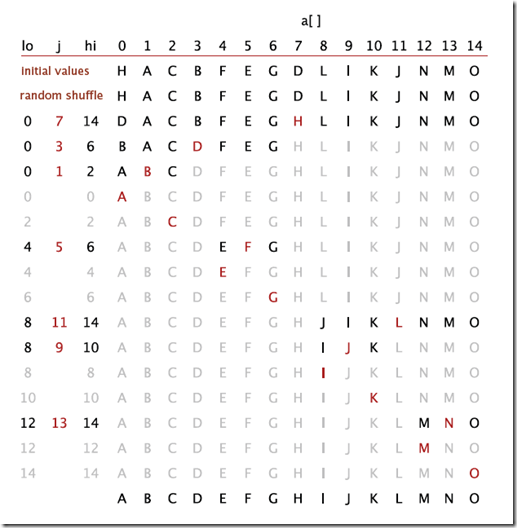 a[ ]
lo j hi 0 1 2 3 4 5 6 7 8 9 10 11 12 13 14
initial values H A C B F E G D L I K J N M O
random shuffle H A C B F E G D L I K J N M O
0 7 14 D A C B F E G H L I K J N M O
0 3 6 B A C D F E G H L I K J N M O
0 1 2 A B C D F E G H L I K J N M O
0 0 A B C D F E G H L I K J N M O
2 2 A B C D F E G H L I K J N M O
4 5 6 A B C D E F G H L I K J N M O
4 4 A B C D E F G H L I K J N M O
6 6 A B C D E F G H L I K J N M O
8 11 14 A B C D E F G H J I K L N M O
8 9 10 A B C D E F G H I J K L N M O
8 8 A B C D E F G H I J K L N M O
10 10 A B C D E F G H I J K L N M O
12 13 14 A B C D E F G H I J K L M N O
12 12 A B C D E F G H I J K L M N O
14 14 A B C D E F G H I J K L M N O
A B C D E F G H I J K L M N O